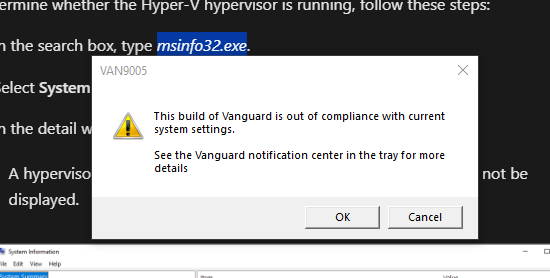 ermine whether the Hyper-V hypervisor is running, follow these steps:
n the search box, type msinfo32.exe.
Select System
n the detail w
A hyperviso
not be
displayed.
VAN9005
This build of Vanguard is out of compliance with current
system settings.
See the Vanguard notification center in the tray for more
details
OK
Cancel
System Information
File Edit View Help
System Summary
Item
Value